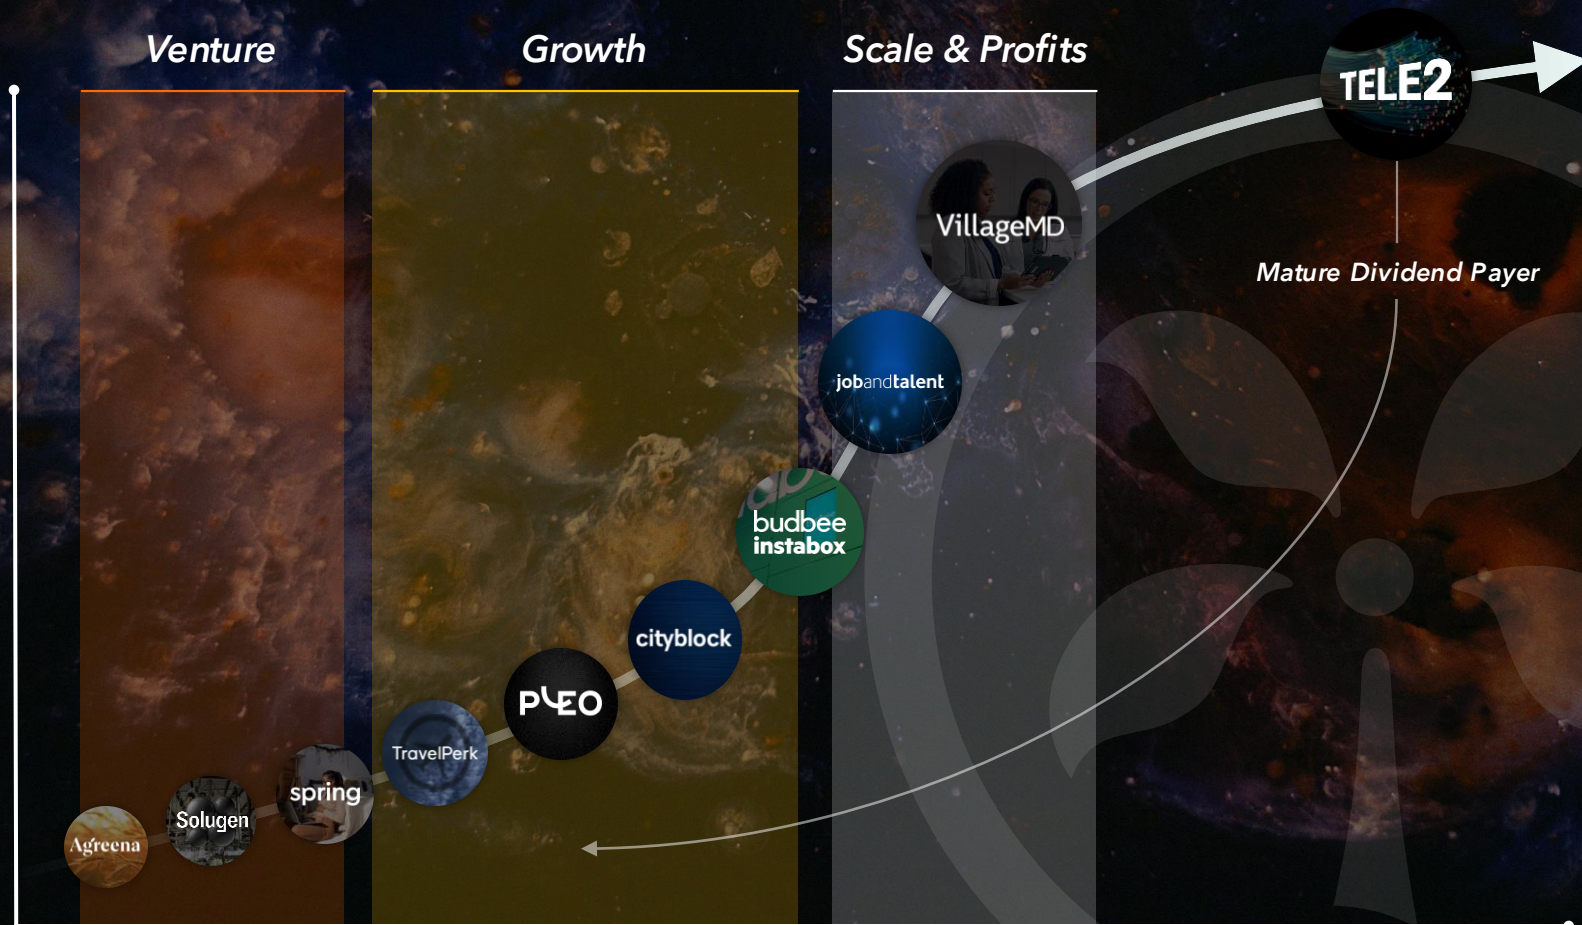 Venture
Growth
Scale & Profits
TELE2
VillageMD
Mature Dividend Payer
jobandtalent
budbee
instabox
cityblock
PLEO
TravelPerk
spring
Solugen
Agreena